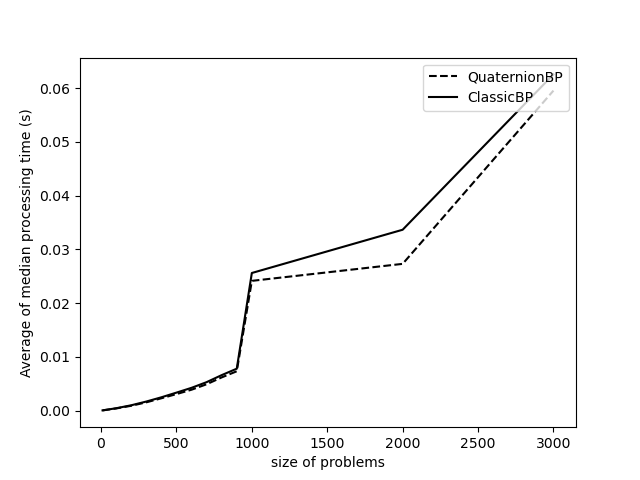 QuaternionBP
ClassicBP
Average of median processing time (s)
0.06
0.05
0.04
0.03
0.02
0.01
0.00
0 500 1000 1500 2000 2500 3000
size of problems